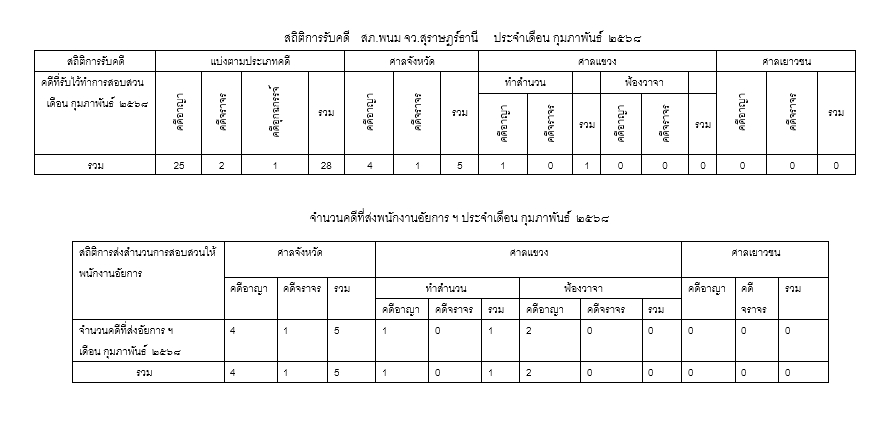 สถิติการรับคดี สภ.พนม จว.สุราษฎร์ธานี ประจำเดือน กุมภาพันธ์ ๒๕๖๘
สถิติการรับคดี แบ่งตามประเภทคดี ศาลจังหวัด ศาลแขวง ศาลเยาวชน
คดีที่รับไว้ทำการสอบสวน ทำสำนวน ฟ้องวาจา
เดือน กุมภาพันธ์ ๒๕๖๘ คดีอาญา คดีจราจร คดีอุกฉกรรจ์ รวม คดีอาญา คดีจราจร รวม คดีอาญา คดีจราจร รวม คดีอาญา คดีจราจร รวม คดีอาญา คดีจราจร รวม
รวม 25 2 1 28 4 1 5 1 0 1 0 0 0 0 0 0
จำนวนคดีที่ส่งพนักงานอัยการ ฯ ประจำเดือน กุมภาพันธ์ ๒๕๖๘
สถิติการส่งสำนวนการสอบสวนให้ ศาลจังหวัด ศาลแขวง ศาลเยาวชน
พนักงานอัยการ
คดีอาญา คดีจราจร รวม ทำสำนวน ฟ้องวาจา คดีอาญา คดี รวม
คดีอาญา คดีจราจร รวม คดีอาญา คดีจราจร รวม จราจร
จำนวนคดีที่ส่งอัยการ ฯ 4 1 5 1 0 1 2 0 0 0 0 0
เดือน กุมภาพันธ์ ๒๕๖๘
รวม 4 1 5 1 0 1 2 0 0 0 0 0